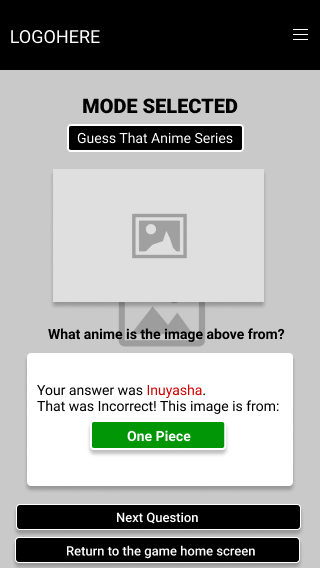 LOGOHERE
MODE SELECTED
Guess That Anime Series
What anime is the image above from?
Your answer was Inuyasha.
That was Incorrect! This image is from:
One Piece
Next Question
Return to the game home screen